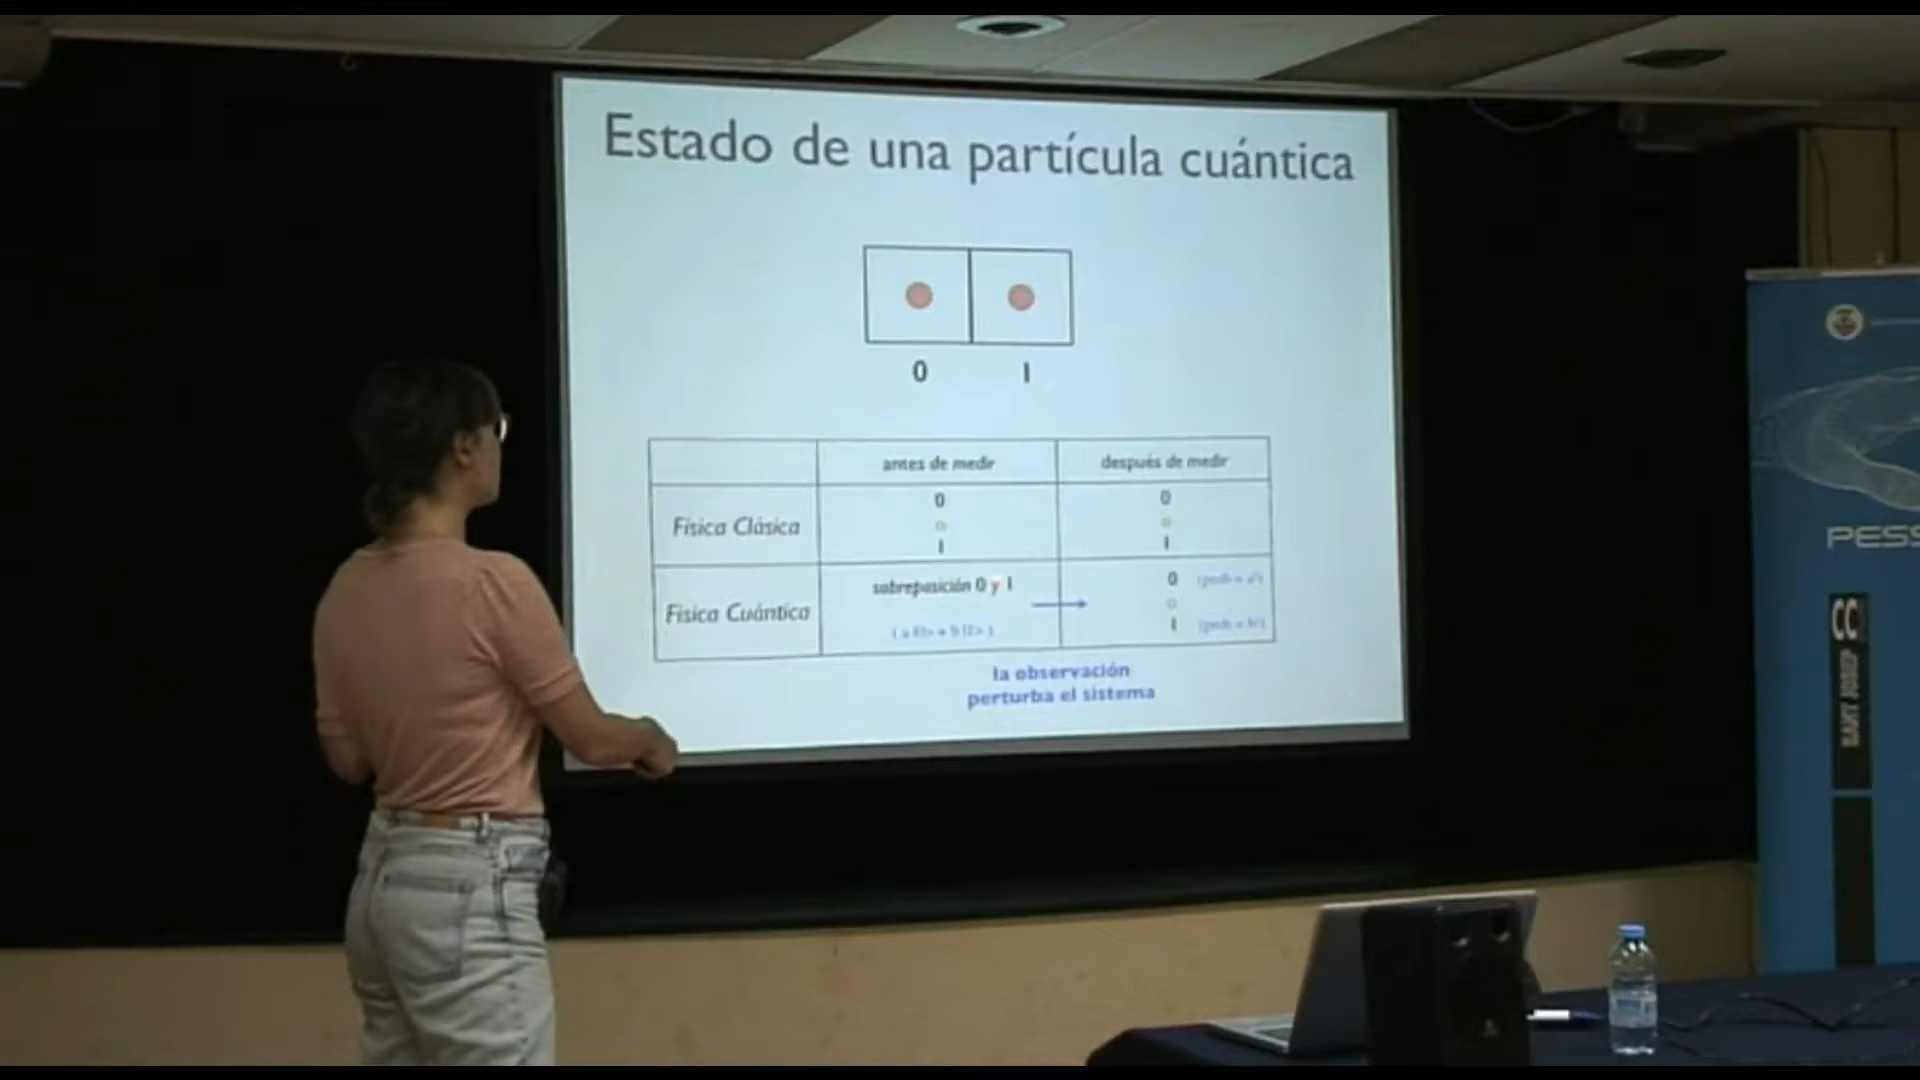 Estado de una partícula cuántica
0 1
antes de medir después de medir
Física Clásica
0 0
o o
1 1
Física Cuántica
sobreposición 0 y 1
0
o
1
la observación
perturba el sistema
PESS
CC